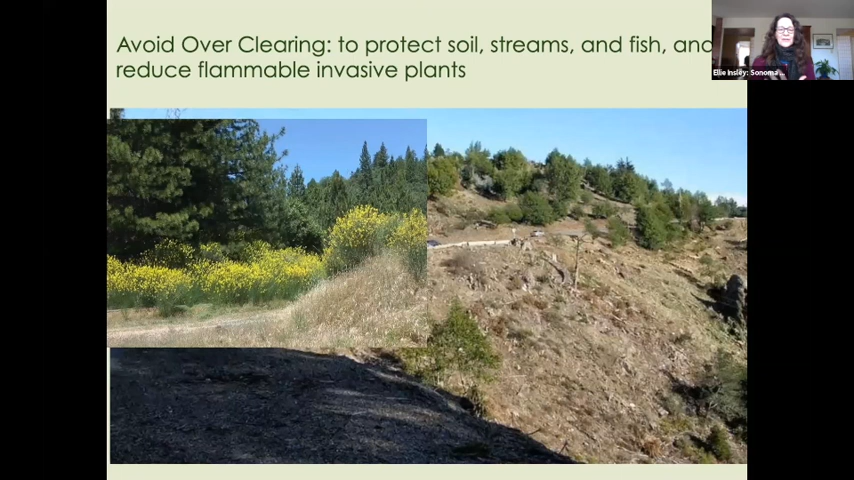 Avoid Over Clearing: to protect soil, streams, and fish, and
reduce flammable invasive plants
Ellie Insley: Sonoma ...